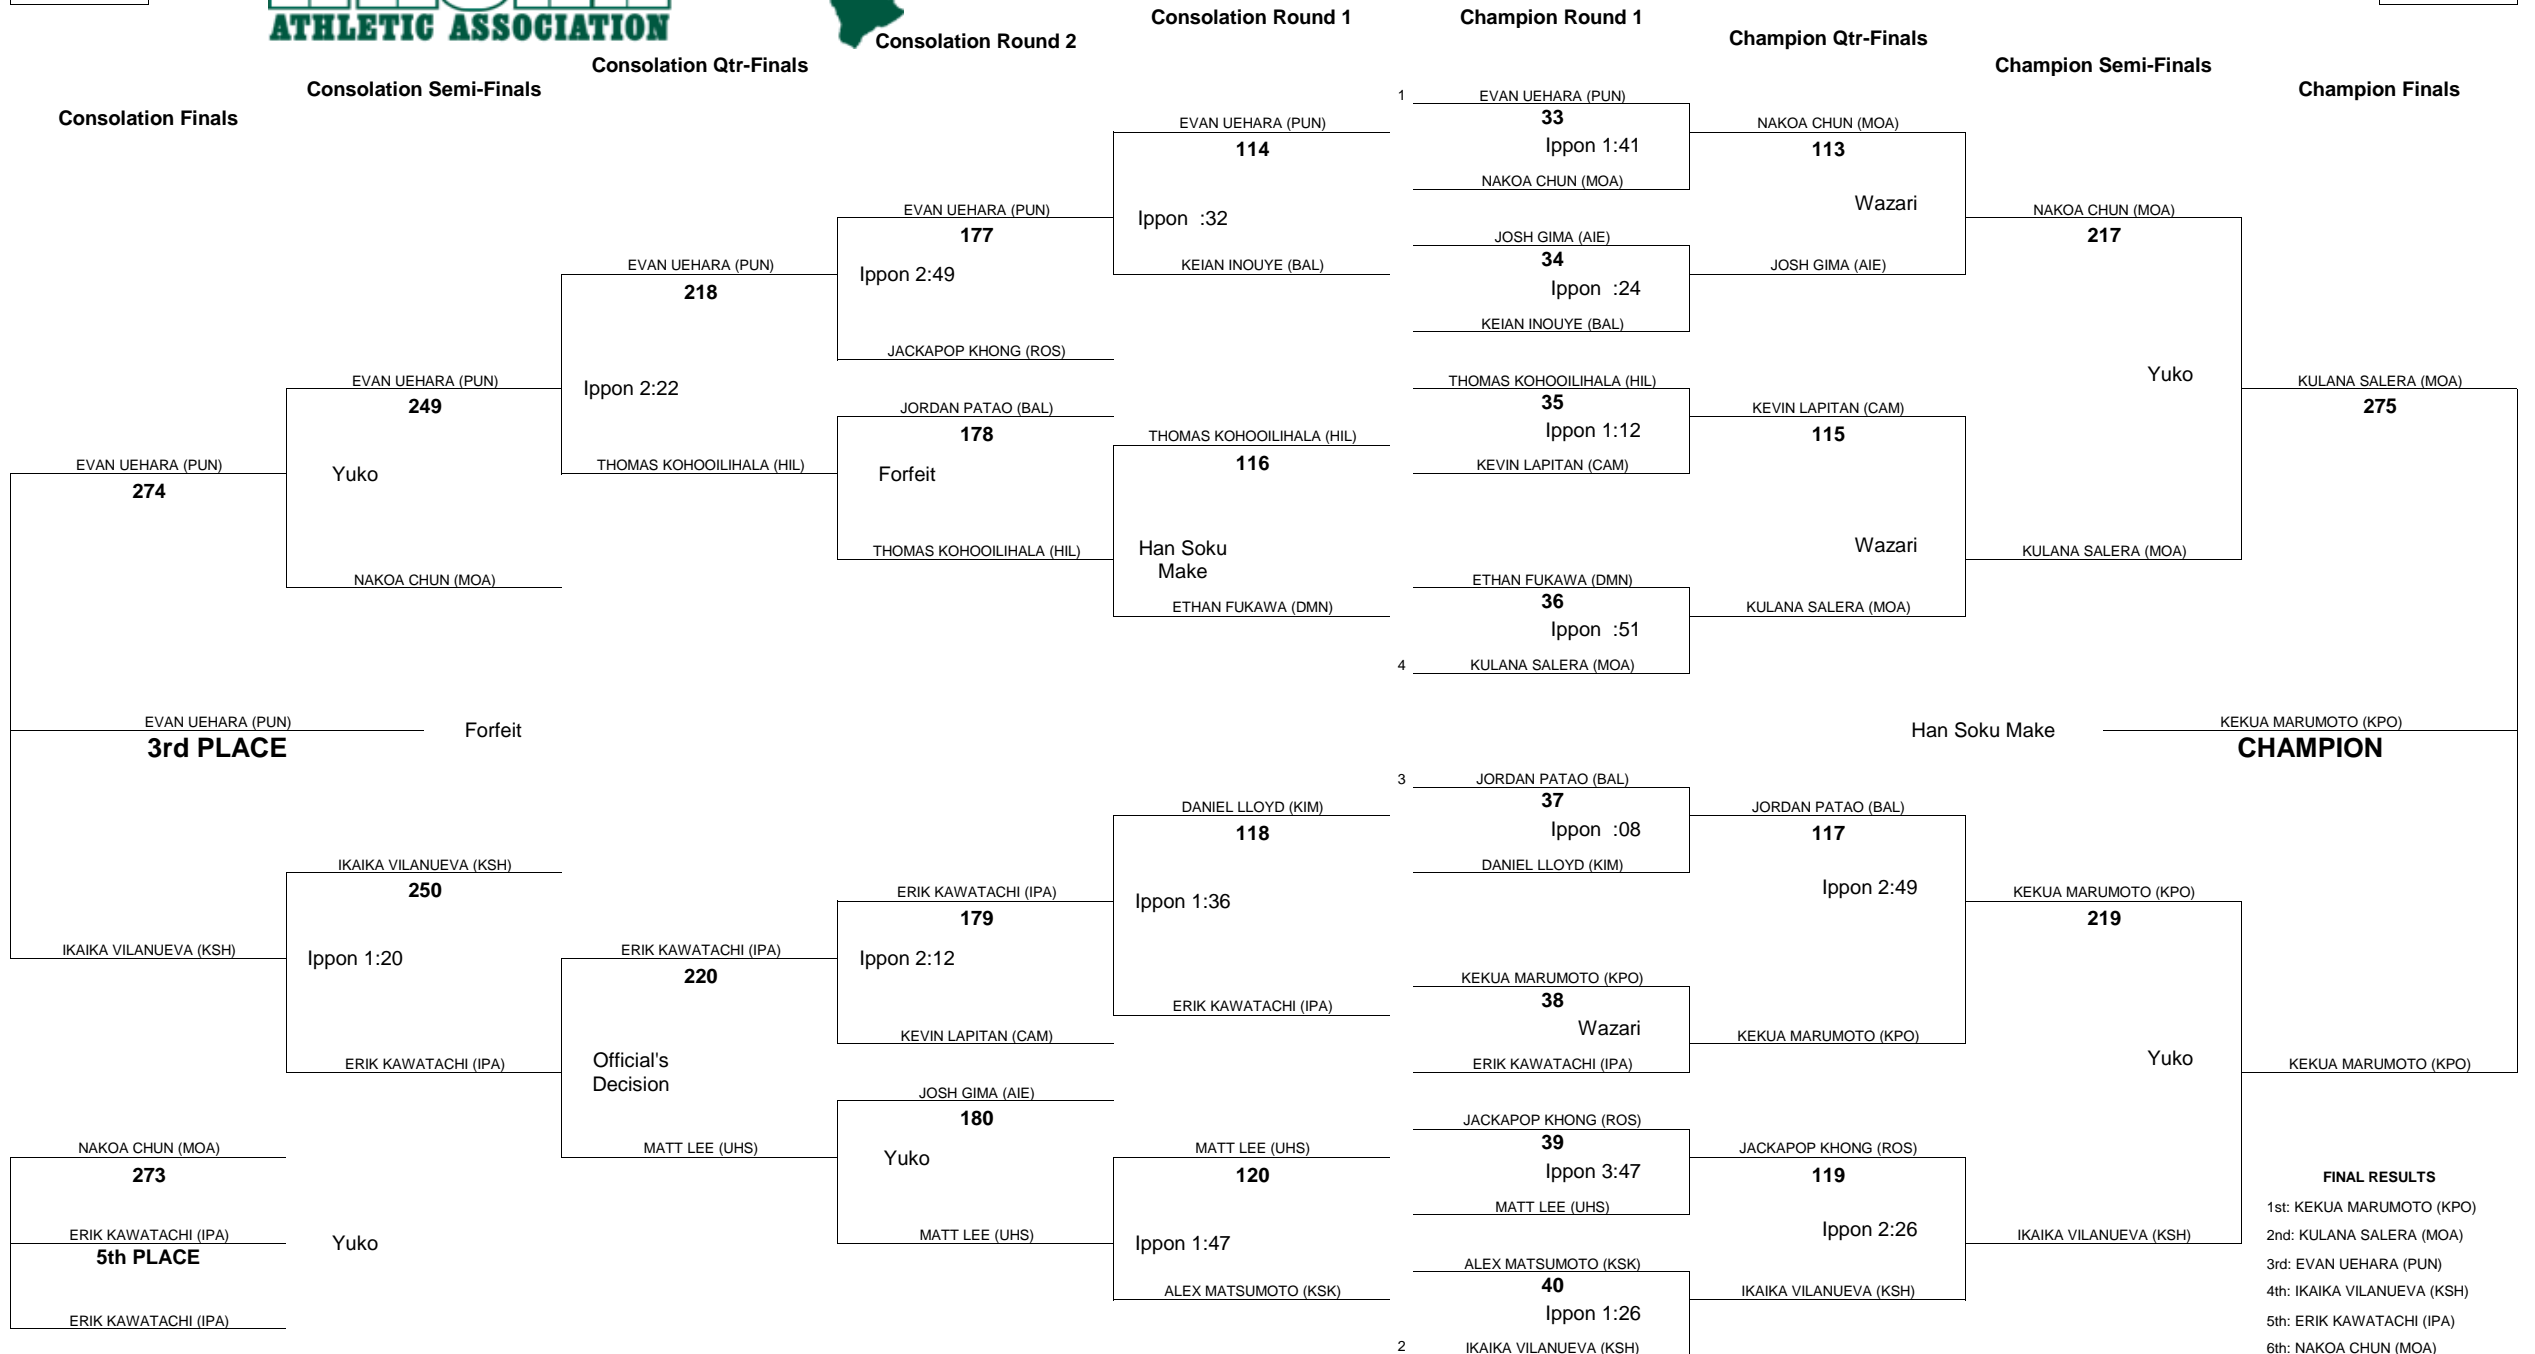 ATHLETIC ASSOCIATION
Consolation Round 1
Champion Round 1
Consolation Round 2
Champion Qtr-Finals
Consolation Qtr-Finals
Champion Semi-Finals
Consolation Semi-Finals
Champion Finals
Consolation Finals
EVAN UEHARA (PUN)
274
IKAIKA VILANUEVA (KSH)
EVAN UEHARA (PUN)
3rd PLACE
Forfeit
NAKOA CHUN (MOA)
273
ERIK KAWATACHI (IPA)
5th PLACE
Yuko
ERIK KAWATACHI (IPA)
EVAN UEHARA (PUN)
249
Yuko
NAKOA CHUN (MOA)
IKAIKA VILANUEVA (KSH)
250
Ippon 1:20
ERIK KAWATACHI (IPA)
EVAN UEHARA (PUN)
218
Ippon 2:22
THOMAS KOHOOILIHALA (HIL)
ERIK KAWATACHI (IPA)
220
Official's
Decision
MATT LEE (UHS)
EVAN UEHARA (PUN)
177
Ippon 2:49
JACKAPOP KHONG (ROS)
JORDAN PATAO (BAL)
178
Forfeit
THOMAS KOHOOILIHALA (HIL)
ERIK KAWATACHI (IPA)
179
Ippon 2:12
KEVIN LAPITAN (CAM)
JOSH GIMA (AIE)
180
Yuko
MATT LEE (UHS)
EVAN UEHARA (PUN)
114
Ippon :32
KEIAN INOUYE (BAL)
THOMAS KOHOOILIHALA (HIL)
116
Han Soku
Make
ETHAN FUKAWA (DMN)
DANIEL LLOYD (KIM)
118
Ippon 1:36
ERIK KAWATACHI (IPA)
MATT LEE (UHS)
120
Ippon 1:47
ALEX MATSUMOTO (KSK)
1 EVAN UEHARA (PUN)
33
Ippon 1:41
NAKOA CHUN (MOA)
JOSH GIMA (AIE)
34
Ippon :24
KEIAN INOUYE (BAL)
THOMAS KOHOOILIHALA (HIL)
35
Ippon 1:12
KEVIN LAPITAN (CAM)
ETHAN FUKAWA (DMN)
36
Ippon :51
4 KULANA SALERA (MOA)
3 JORDAN PATAO (BAL)
37
Ippon :08
DANIEL LLOYD (KIM)
KEKUA MARUMOTO (KPO)
38
Wazari
ERIK KAWATACHI (IPA)
JACKAPOP KHONG (ROS)
39
Ippon 3:47
MATT LEE (UHS)
ALEX MATSUMOTO (KSK)
40
Ippon 1:26
2 IKAIKA VILANUEVA (KSH)
NAKOA CHUN (MOA)
113
Wazari
JOSH GIMA (AIE)
KEVIN LAPITAN (CAM)
115
Wazari
KULANA SALERA (MOA)
JORDAN PATAO (BAL)
117
Ippon 2:49
KEKUA MARUMOTO (KPO)
JACKAPOP KHONG (ROS)
119
Ippon 2:26
IKAIKA VILANUEVA (KSH)
NAKOA CHUN (MOA)
217
Yuko
KULANA SALERA (MOA)
KEKUA MARUMOTO (KPO)
219
Yuko
IKAIKA VILANUEVA (KSH)
KULANA SALERA (MOA)
275
Han Soku Make
KEKUA MARUMOTO (KPO)
CHAMPION
KEKUA MARUMOTO (KPO)
FINAL RESULTS
1st: KEKUA MARUMOTO (KPO)
2nd: KULANA SALERA (MOA)
3rd: EVAN UEHARA (PUN)
4th: IKAIKA VILANUEVA (KSH)
5th: ERIK KAWATACHI (IPA)
6th: NAKOA CHUN (MOA)